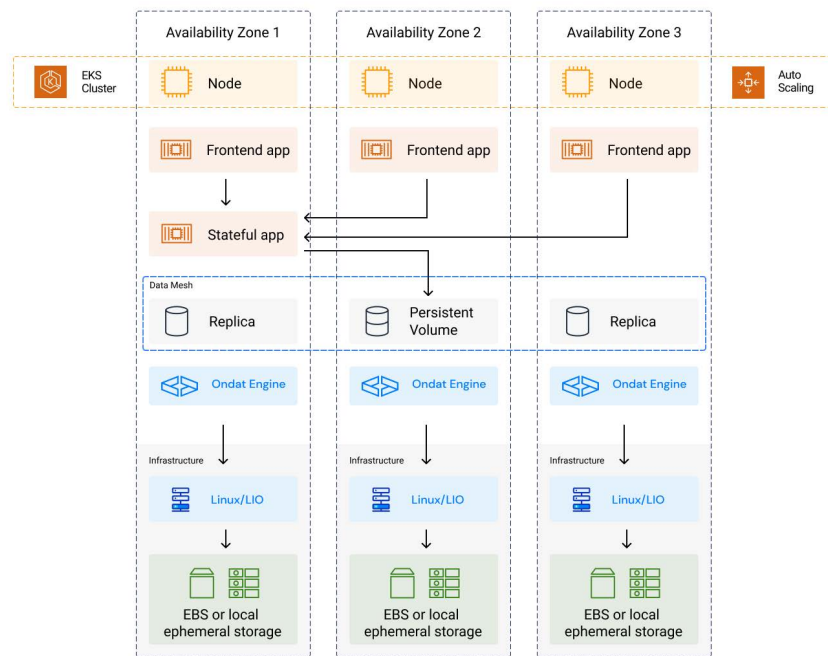 Availability Zone 1
Availability Zone 2
Availability Zone 3
EKS
Cluster
Node
Node
Node
Auto
Scaling
Frontend app
Frontend app
Frontend app
Stateful app
Data Mesh
Replica
Persistent
Volume
Replica
Ondat Engine
Ondat Engine
Ondat Engine
Infrastructure
Infrastructure
Infrastructure
Linux/LIO
Linux/LIO
Linux/LIO
EBS or local
ephemeral storage
EBS or local
ephemeral storage
EBS or local
ephemeral storage